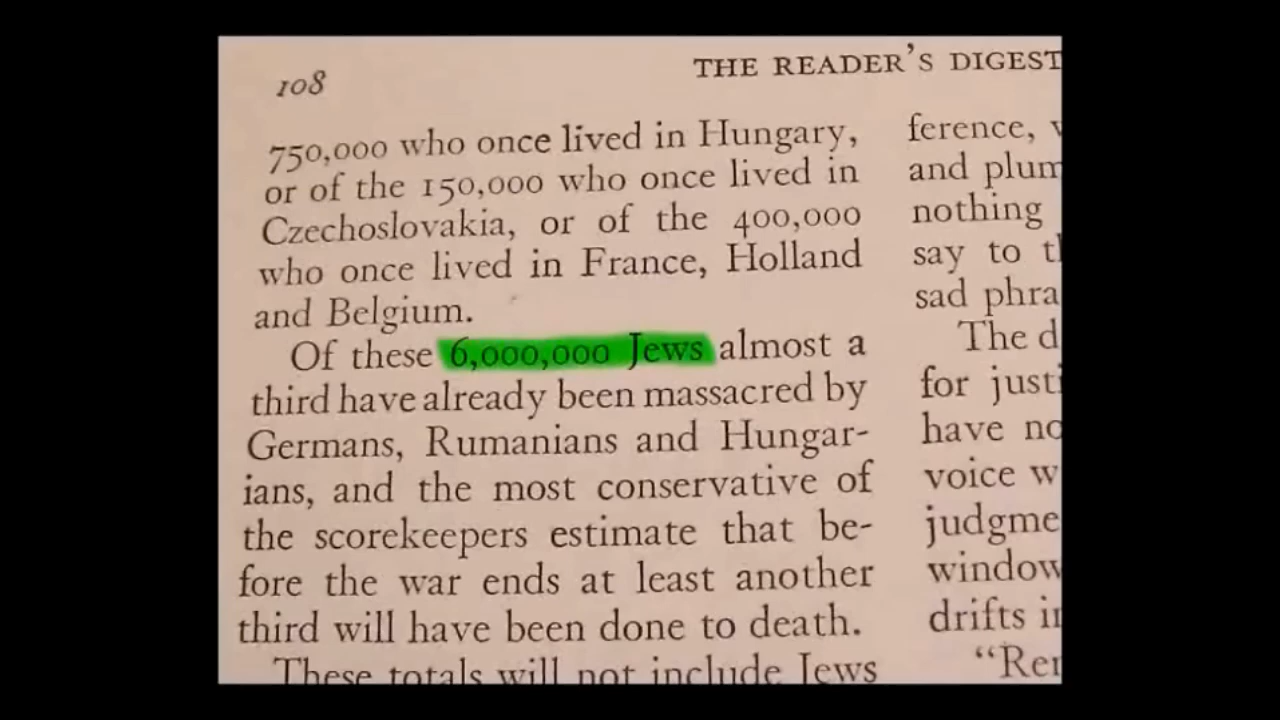 108
THE READER'S DIGEST
750,000 who once lived in Hungary,
or of the 150,000 who once lived in
Czechoslovakia, or of the 400,000
who once lived in France, Holland
and Belgium.
Of these 6,000,000 Jews almost a
third have already been massacred by
Germans, Rumanians and Hungar-
ians, and the most conservative of
the scorekeepers estimate that be-
fore the war ends at least another
third will have been done to death.
These totals will not include Jews
ference,
and plum
nothing
say to
sad phra
The d
for justi
have no
voice w
judgme
window
drifts in
"Rer